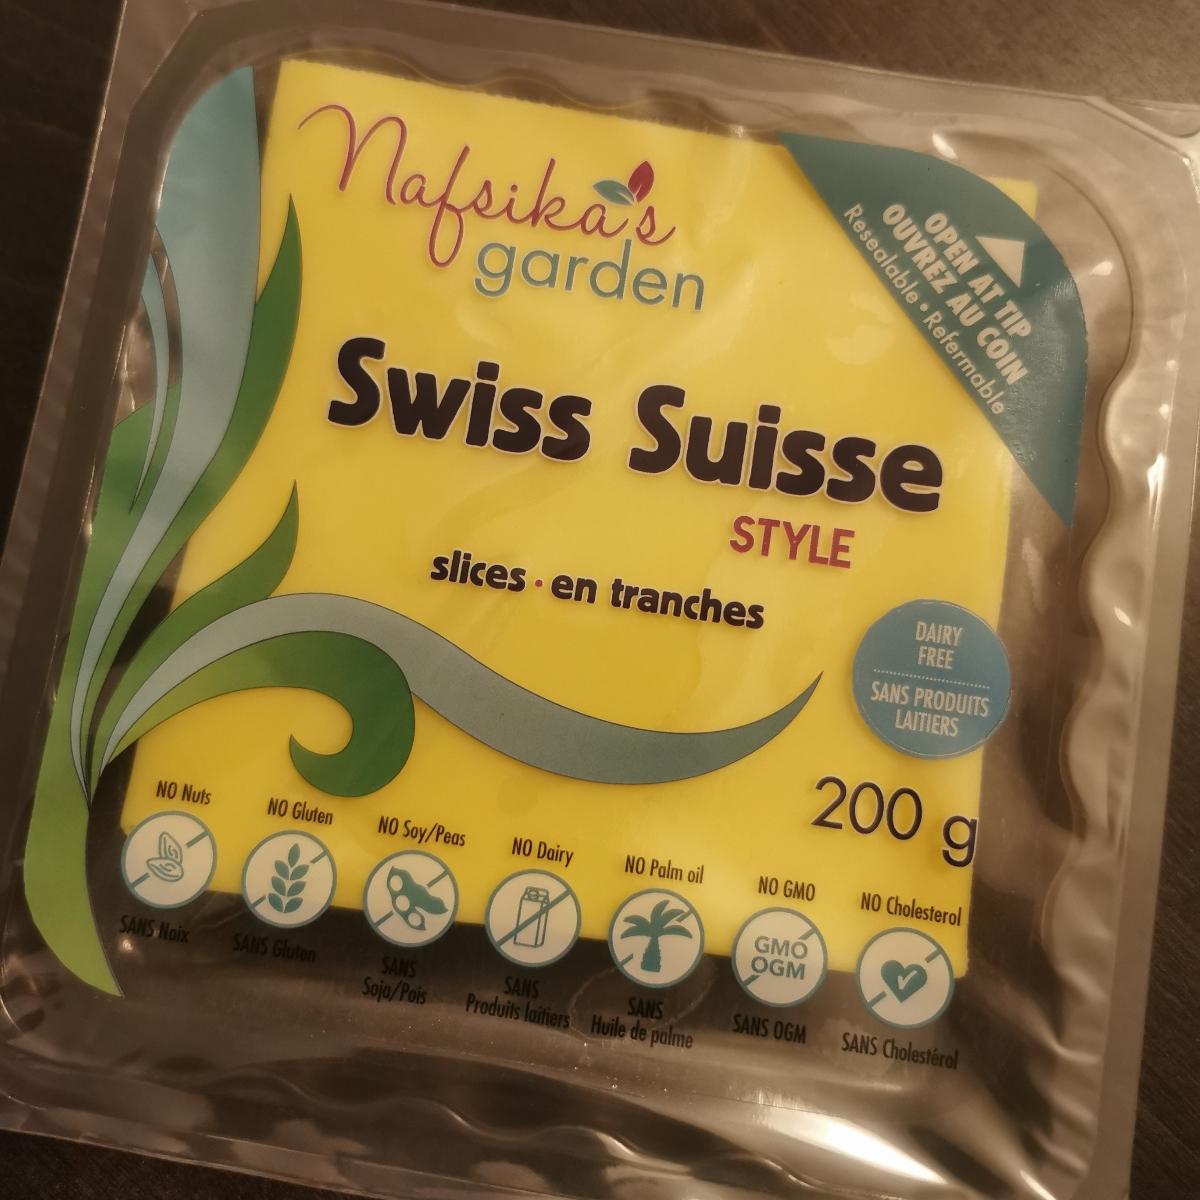 Nafsika's
garden
OPEN AT TIP
OUVREZ AU COIN
Resealable • Refermable
Swiss Suisse
STYLE
slices · en tranches
DAIRY
FREE
SANS PRODUITS
LAITIERS
200 g
NO Nuts
SANS Noix
NO Gluten
SANS Gluten
NO Soy/Peas
SANS
Soja/Pois
NO Dairy
SANS
Produits laitiers
NO Palm oil
SANS
Huile de palme
NO GMO
GMO
OGM
SANS OGM
NO Cholesterol
SANS Cholestérol